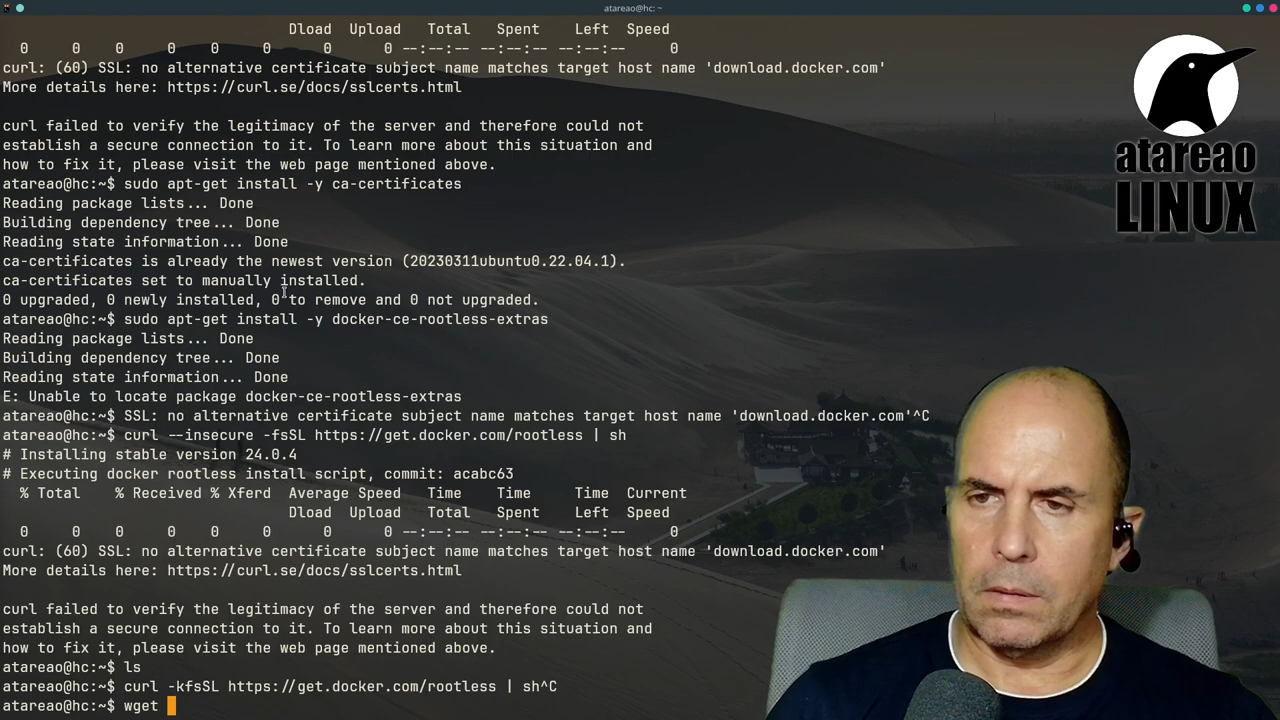 atareao@hc: ~
Dload  Upload   Total   Spent    Left  Speed
0     0    0     0    0     0      0      0 --:--:-- --:--:-- --:--:--     0
curl: (60) SSL: no alternative certificate subject name matches target host name 'download.docker.com'
More details here: https://curl.se/docs/sslcerts.html
curl failed to verify the legitimacy of the server and therefore could not
establish a secure connection to it. To learn more about this situation and
how to fix it, please visit the web page mentioned above.
atareao@hc:~$ sudo apt-get install -y ca-certificates
Reading package lists... Done
Building dependency tree... Done
Reading state information... Done
ca-certificates is already the newest version (20230311ubuntu0.22.04.1).
ca-certificates set to manually installed.
0 upgraded, 0 newly installed, 0 to remove and 0 not upgraded.
atareao@hc:~$ sudo apt-get install -y docker-ce-rootless-extras
Reading package lists... Done
Building dependency tree... Done
Reading state information... Done
E: Unable to locate package docker-ce-rootless-extras
atareao@hc:~$ SSL: no alternative certificate subject name matches target host name 'download.docker.com'^C
atareao@hc:~$ curl --insecure -fsSL https://get.docker.com/rootless | sh
# Installing stable version 24.0.4
# Executing docker rootless install script, commit: acabc63
% Total    % Received % Xferd  Average Speed   Time    Time     Time  Current
Dload  Upload   Total   Spent    Left  Speed
0     0    0     0    0     0      0      0 --:--:-- --:--:-- --:--:--     0
curl: (60) SSL: no alternative certificate subject name matches target host name 'download.docker.com'
More details here: https://curl.se/docs/sslcerts.html
curl failed to verify the legitimacy of the server and therefore could not
establish a secure connection to it. To learn more about this situation and
how to fix it, please visit the web page mentioned above.
atareao@hc:~$ ls
atareao@hc:~$ curl -kfsSL https://get.docker.com/rootless | sh^C
atareao@hc:~$ wget
atareao
LINUX